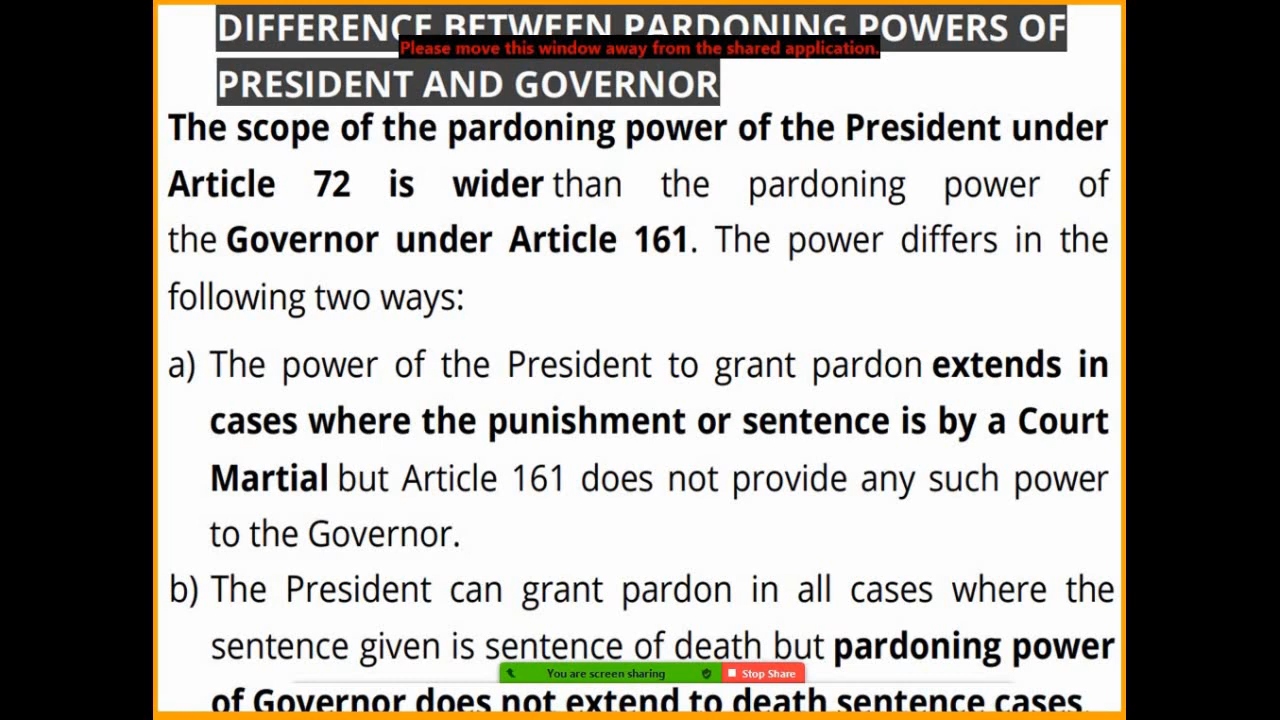 DIFFERENCE BETWEEN PARDONING POWERS OF
Please move this window away from the shared application.
PRESIDENT AND GOVERNOR
The scope of the pardoning power of the President under
Article 72 is wider than the pardoning power of
the Governor under Article 161. The power differs in the
following two ways:
a) The power of the President to grant pardon extends in
cases where the punishment or sentence is by a Court
Martial but Article 161 does not provide any such power
to the Governor.
b) The President can grant pardon in all cases where the
sentence given is sentence of death but pardoning power
You are screen sharing Stop Share
of Governor does not extend to death sentence cases.